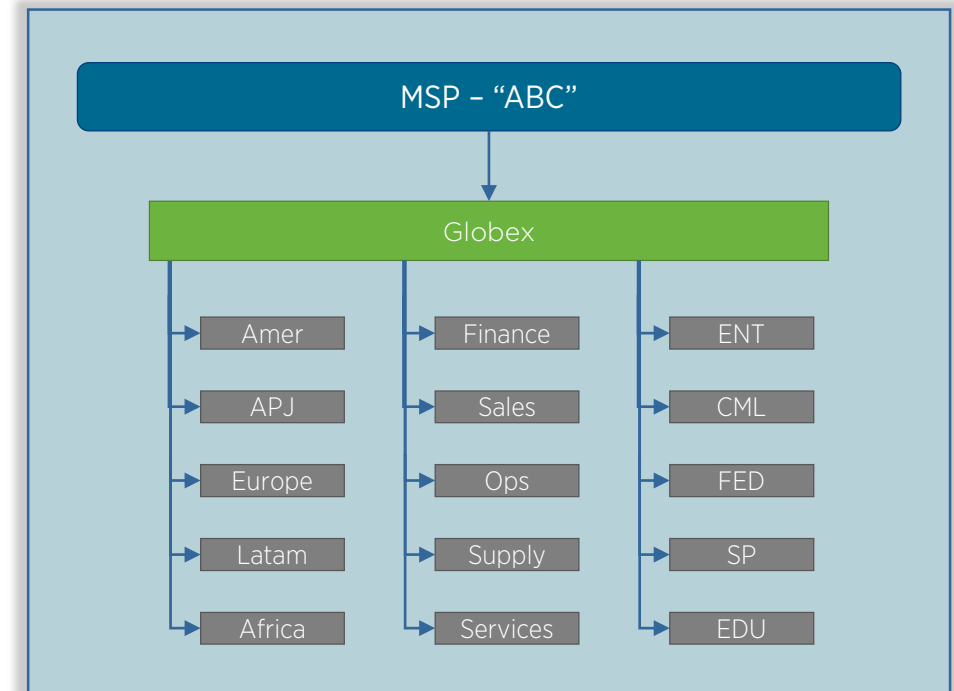 MSP – “ABC”
Globex
Amer
APJ
Europe
Latam
Africa
Finance
Sales
Ops
Supply
Services
ENT
CML
FED
SP
EDU